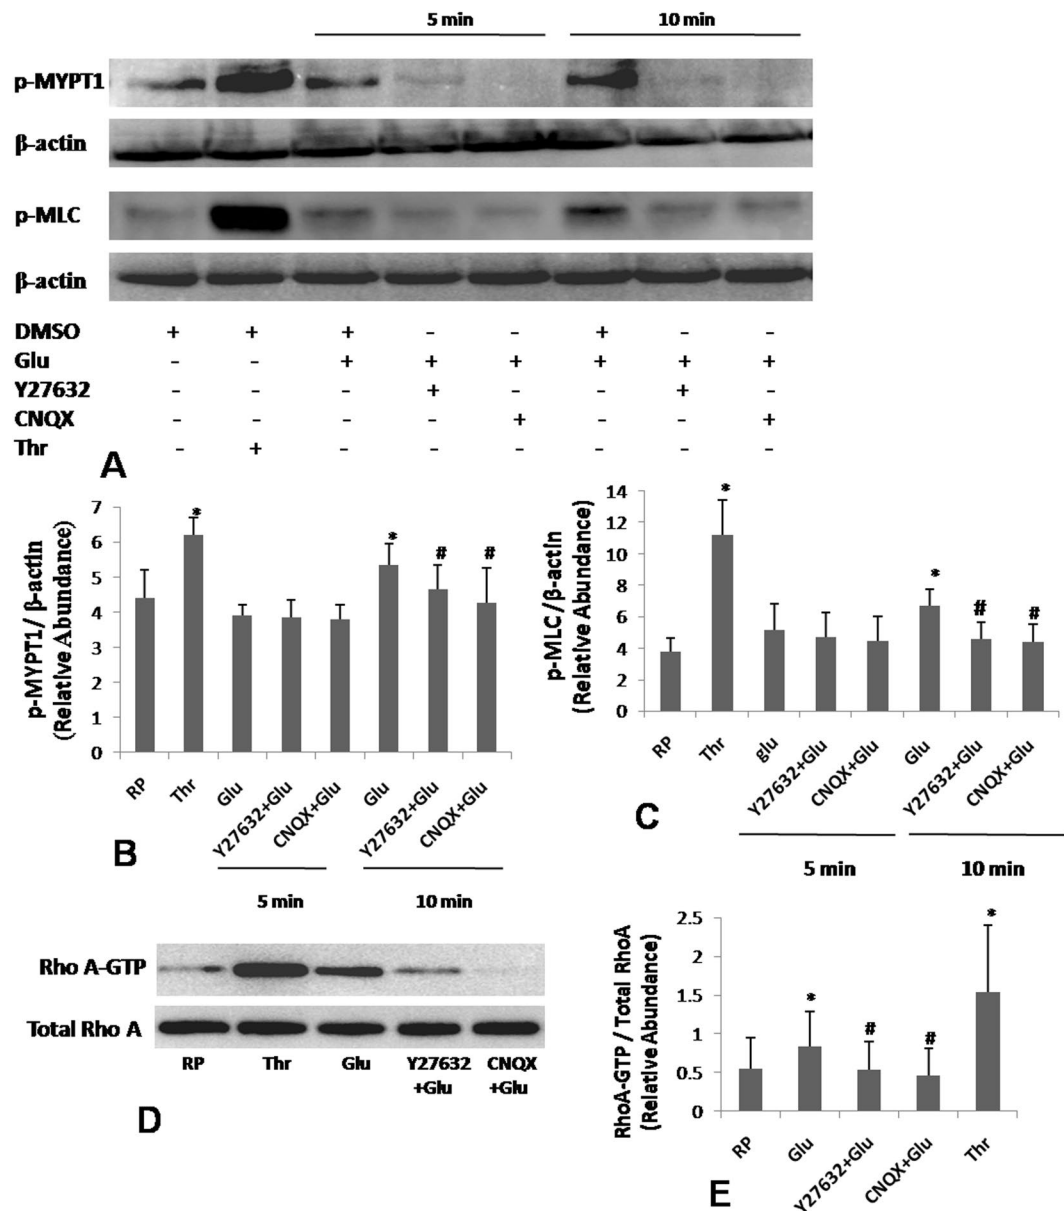 5 min 10 min
p-MYPT1
β-actin
p-MLC
β-actin
DMSO + + + - - + - -
Glu - - + + + + + +
Y27632 - - - + - - + -
CNQX - - - - + - - +
Thr - + - - - - - -
A
p-MYPT1/ β-actin
(Relative Abundance)
7
6
5
4
3
2
1
0
* * # #
RP Thr Glu Y27632+Glu CNQX+Glu Glu Y27632+Glu CNQX+Glu
B
5 min 10 min
p-MLC /β-actin
(Relative Abundance)
14
12
10
8
6
4
2
0
* * # #
RP Thr glu Y27632+Glu CNQX+Glu Glu Y27632+Glu CNQX+Glu
C
5 min 10 min
Rho A-GTP
Total Rho A
RP Thr Glu Y27632 CNQX
+Glu +Glu
D
RhoA-GTP / Total RhoA
(Relative Abundance)
2.5
2
1.5
1
0.5
0
* # # *
RP Glu Y27632+Glu CNQX+Glu Thr
E